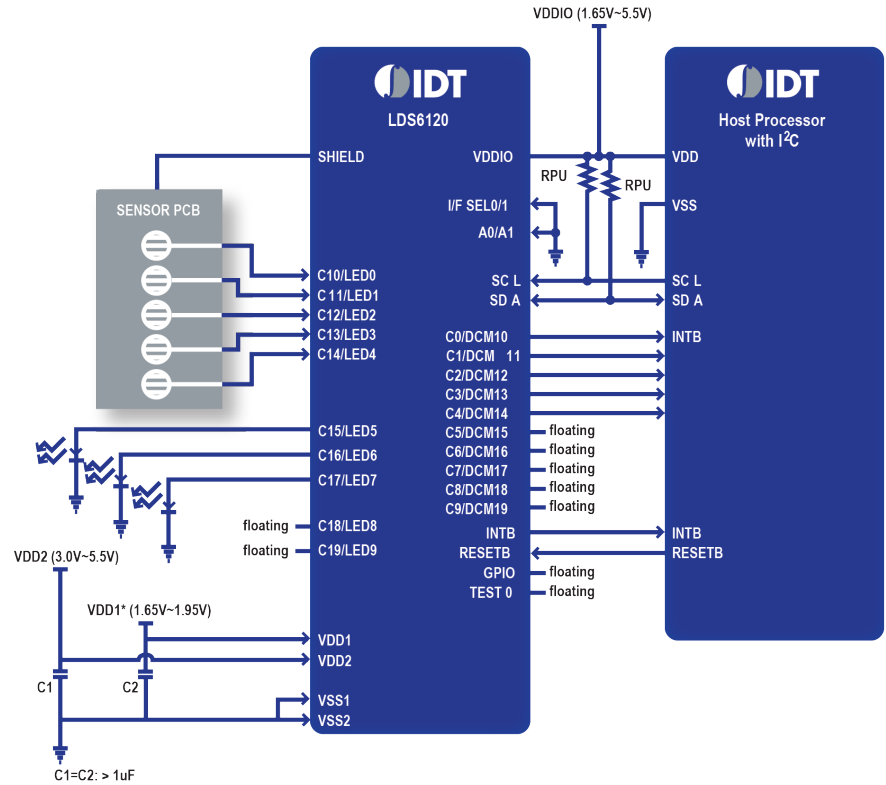 VDDIO (1.65V~5.5V)
IDT
LDS6120
IDT
Host Processor
with I2C
SHIELD
VDDIO
VDD
RPU
RPU
SENSOR PCB
I/F SEL0/1
VSS
A0/A1
C10/LED0
C11/LED1
C12/LED2
C13/LED3
C14/LED4
SC L
SC L
SD A
SD A
C0/DCM10
INTB
C1/DCM 11
C2/DCM12
C3/DCM13
C4/DCM14
C5/DCM15 floating
C6/DCM16 floating
C7/DCM17 floating
C8/DCM18 floating
C9/DCM19 floating
C15/LED5
C16/LED6
C17/LED7
floating C18/LED8
floating C19/LED9
INTB
INTB
RESETB
RESETB
GPIO floating
TEST 0 floating
VDD2 (3.0V~5.5V)
VDD1* (1.65V~1.95V)
VDD1
VDD2
C1
C2
VSS1
VSS2
C1=C2: > 1uF